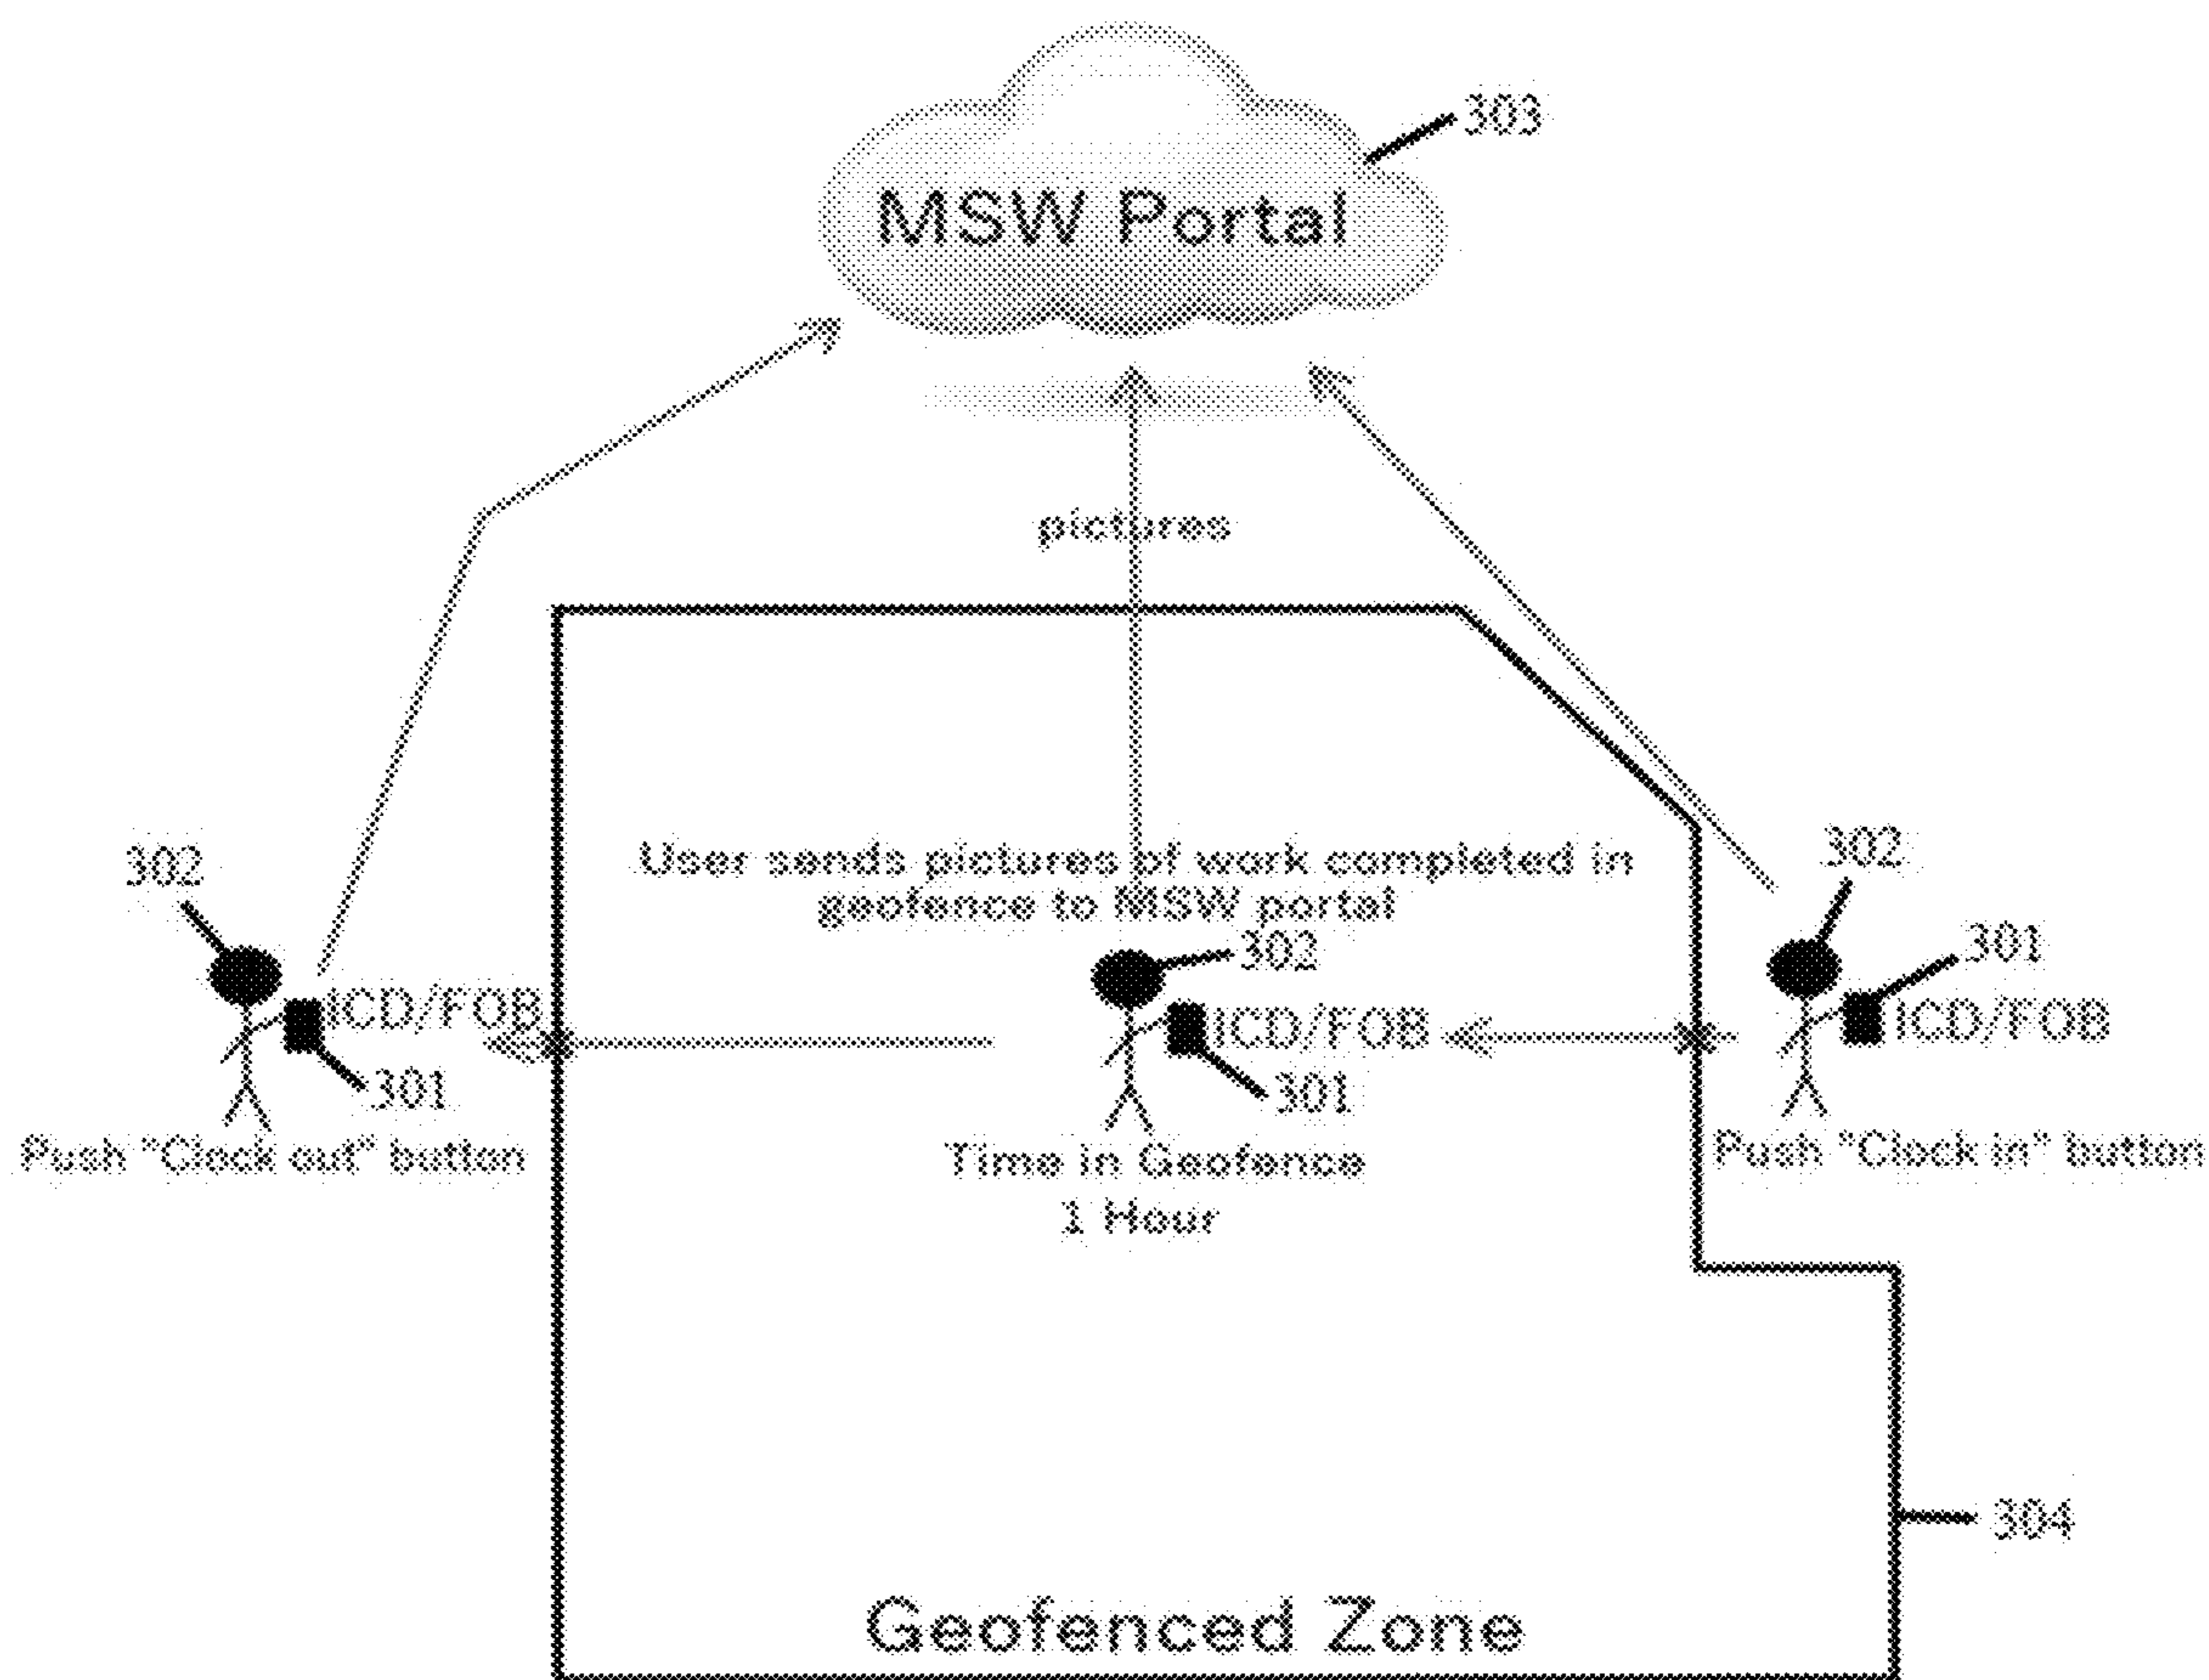 303
MSW Portal
pictures
User sends pictures of work completed in
geofence to MSW portal
302
302
302
301
ICD/FOB
ICD/FOB
ICD/FOB
301
301
Push "Clock out" button
Time in Geofence
1 Hour
Push "Clock in" button
304
Geofenced Zone